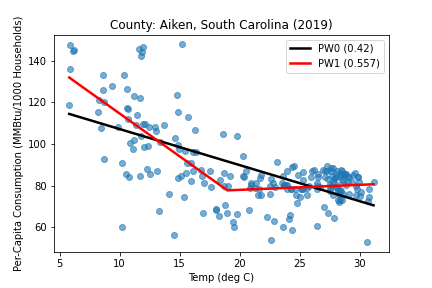 County: Aiken, South Carolina (2019)
PW0 (0.42)
PW1 (0.557)
Per-Capita Consumption (MMBtu/1000 Households)
140
120
100
80
60
5 10 15 20 25 30
Temp (deg C)